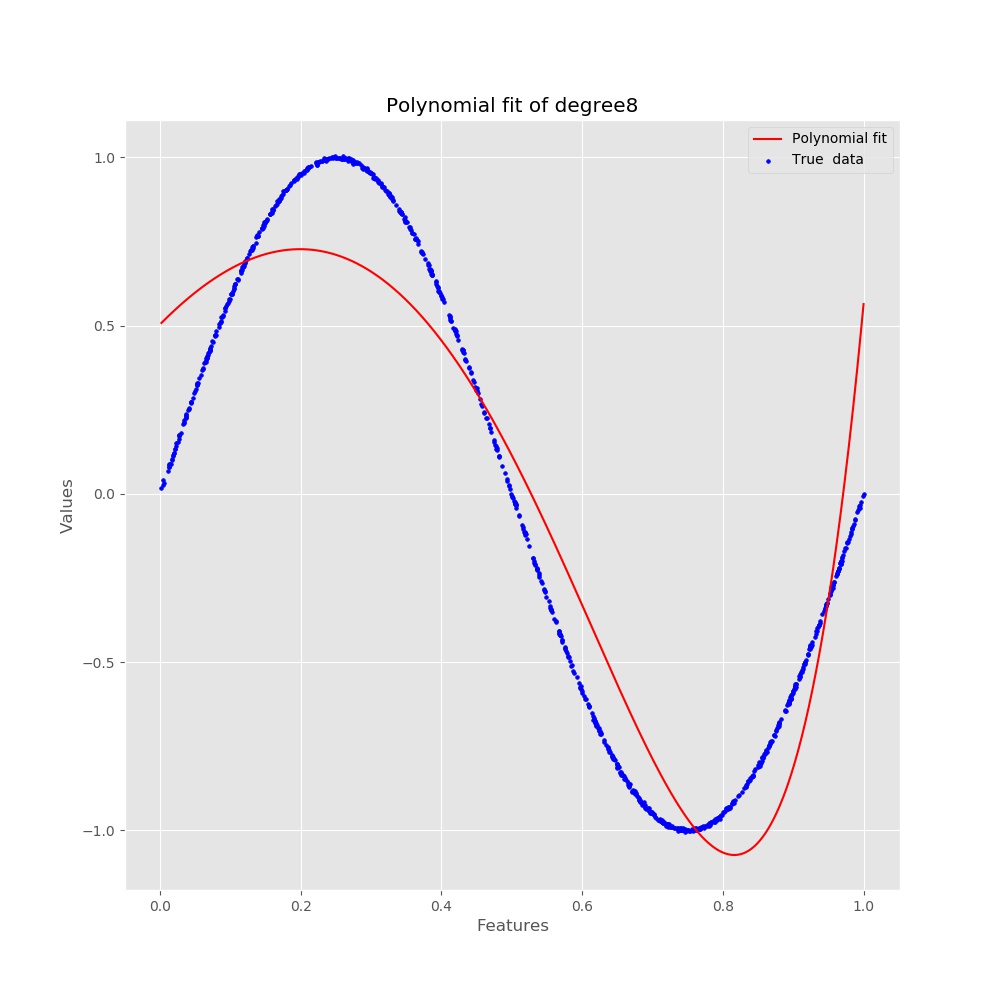 Polynomial fit of degree8
Polynomial fit
True  data
1.0
0.5
0.0
−0.5
−1.0
Values
0.0 0.2 0.4 0.6 0.8 1.0
Features